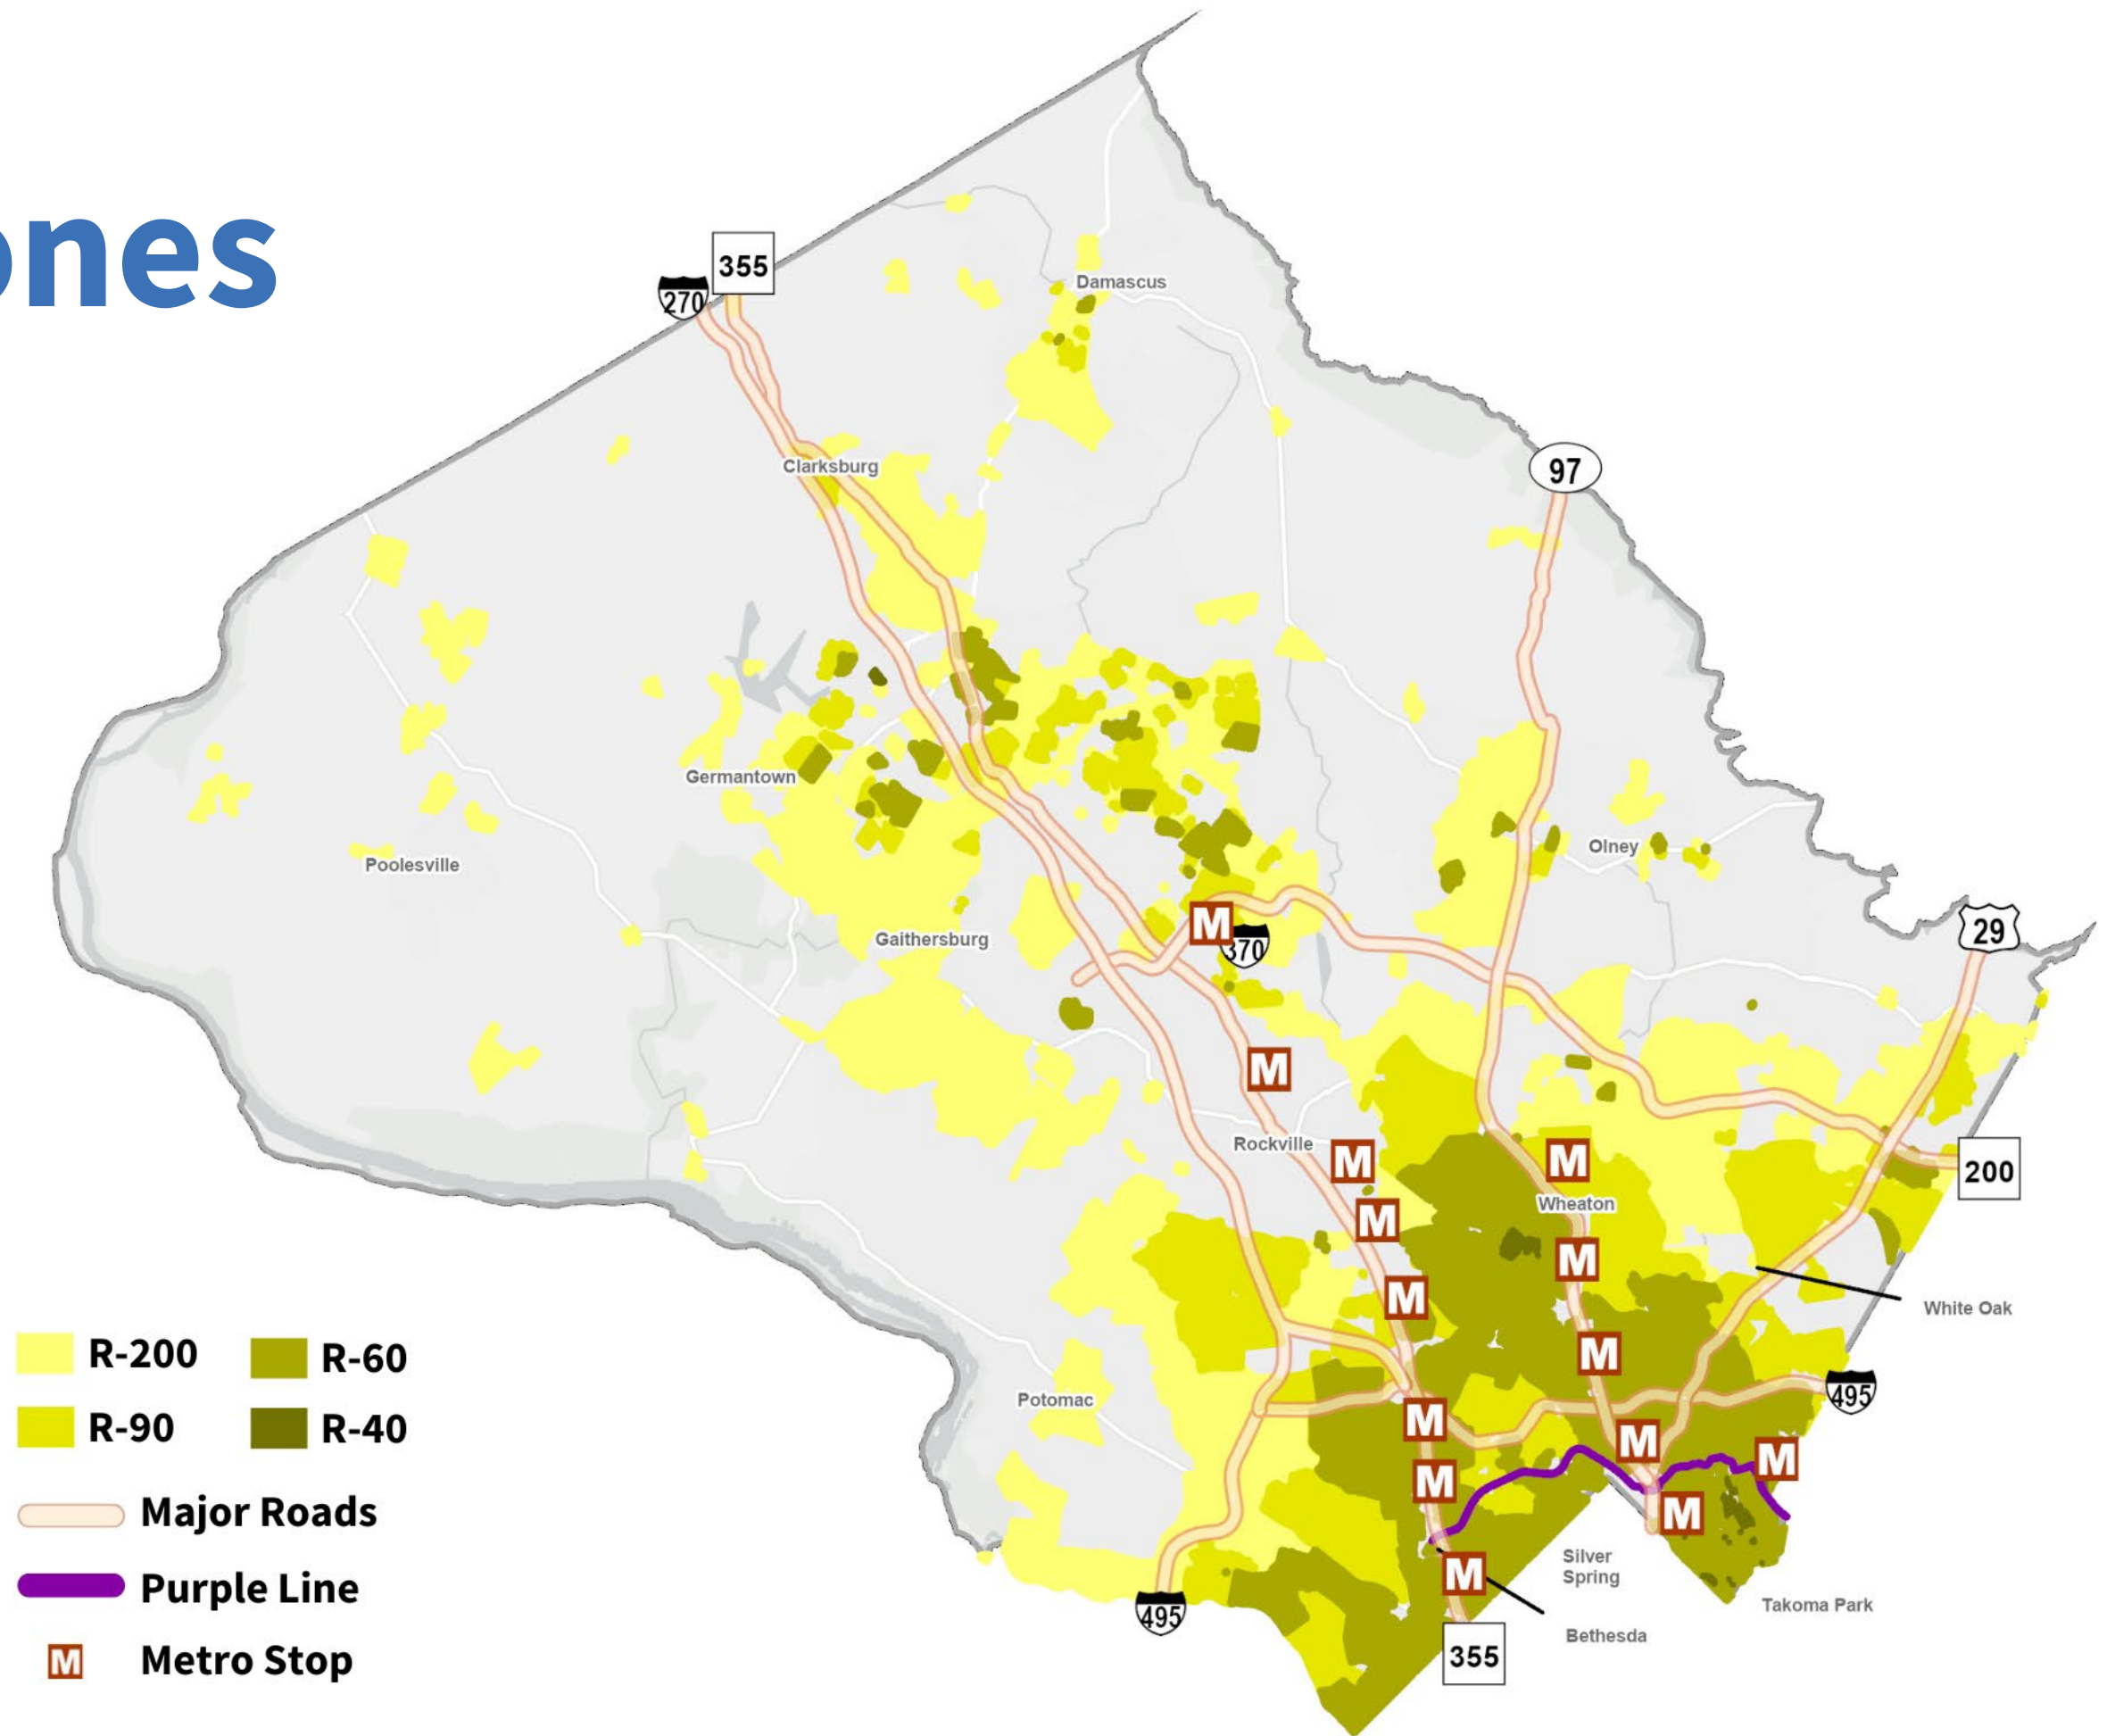 ones
355
270
Damascus
Clarksburg
97
Germantown
Olney
Poolesville
Gaithersburg
M
370
29
M
Rockville
M
M
200
Wheaton
M
M
M
White Oak
M
495
Potomac
M
M
M
M
M
Silver
Spring
M
Takoma Park
495
Bethesda
355
R-200
R-60
R-90
R-40
Major Roads
Purple Line
M Metro Stop